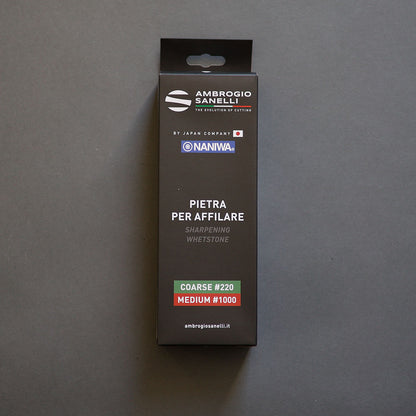 AMBROGIO
SANELLI
THE EVOLUTION OF CUTTING
BY JAPAN COMPANY
NANIWA®
PIETRA
PER AFFILARE
SHARPENING
WHETSTONE
COARSE #220
MEDIUM #1000
ambrogiosanelli.it